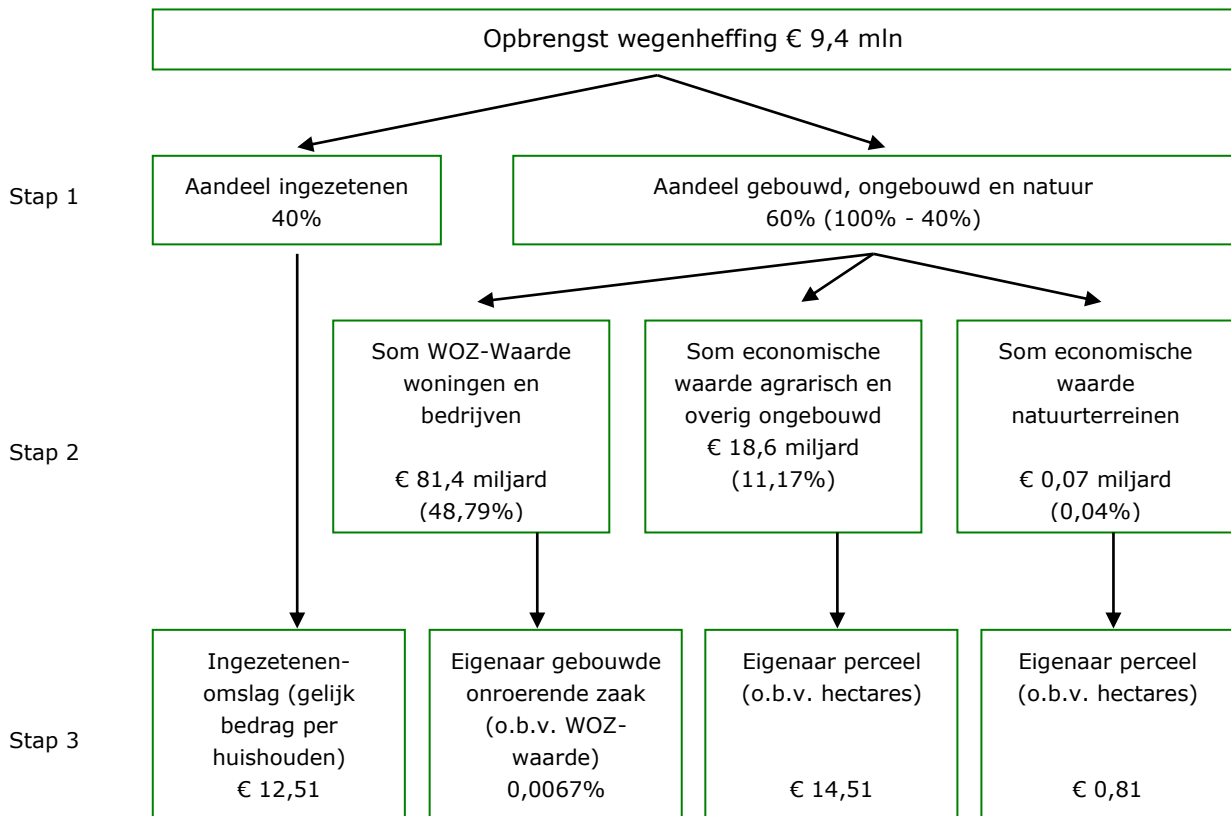 Opbrengst wegenheffing € 9,4 mln
Stap 1
Aandeel ingezetenen
40%
Aandeel gebouwd, ongebouwd en natuur
60% (100% - 40%)
Stap 2
Som WOZ-Waarde
woningen en
bedrijven
€ 81,4 miljard
(48,79%)
Som economische
waarde agrarisch en
overig ongebouwd
€ 18,6 miljard
(11,17%)
Som economische
waarde
natuurterreinen
€ 0,07 miljard
(0,04%)
Stap 3
Ingezetenen-
omslag (gelijk
bedrag per
huishouden)
€ 12,51
Eigenaar gebouwde
onroerende zaak
(o.b.v. WOZ-
waarde)
0,0067%
Eigenaar perceel
(o.b.v. hectares)
€ 14,51
Eigenaar perceel
(o.b.v. hectares)
€ 0,81